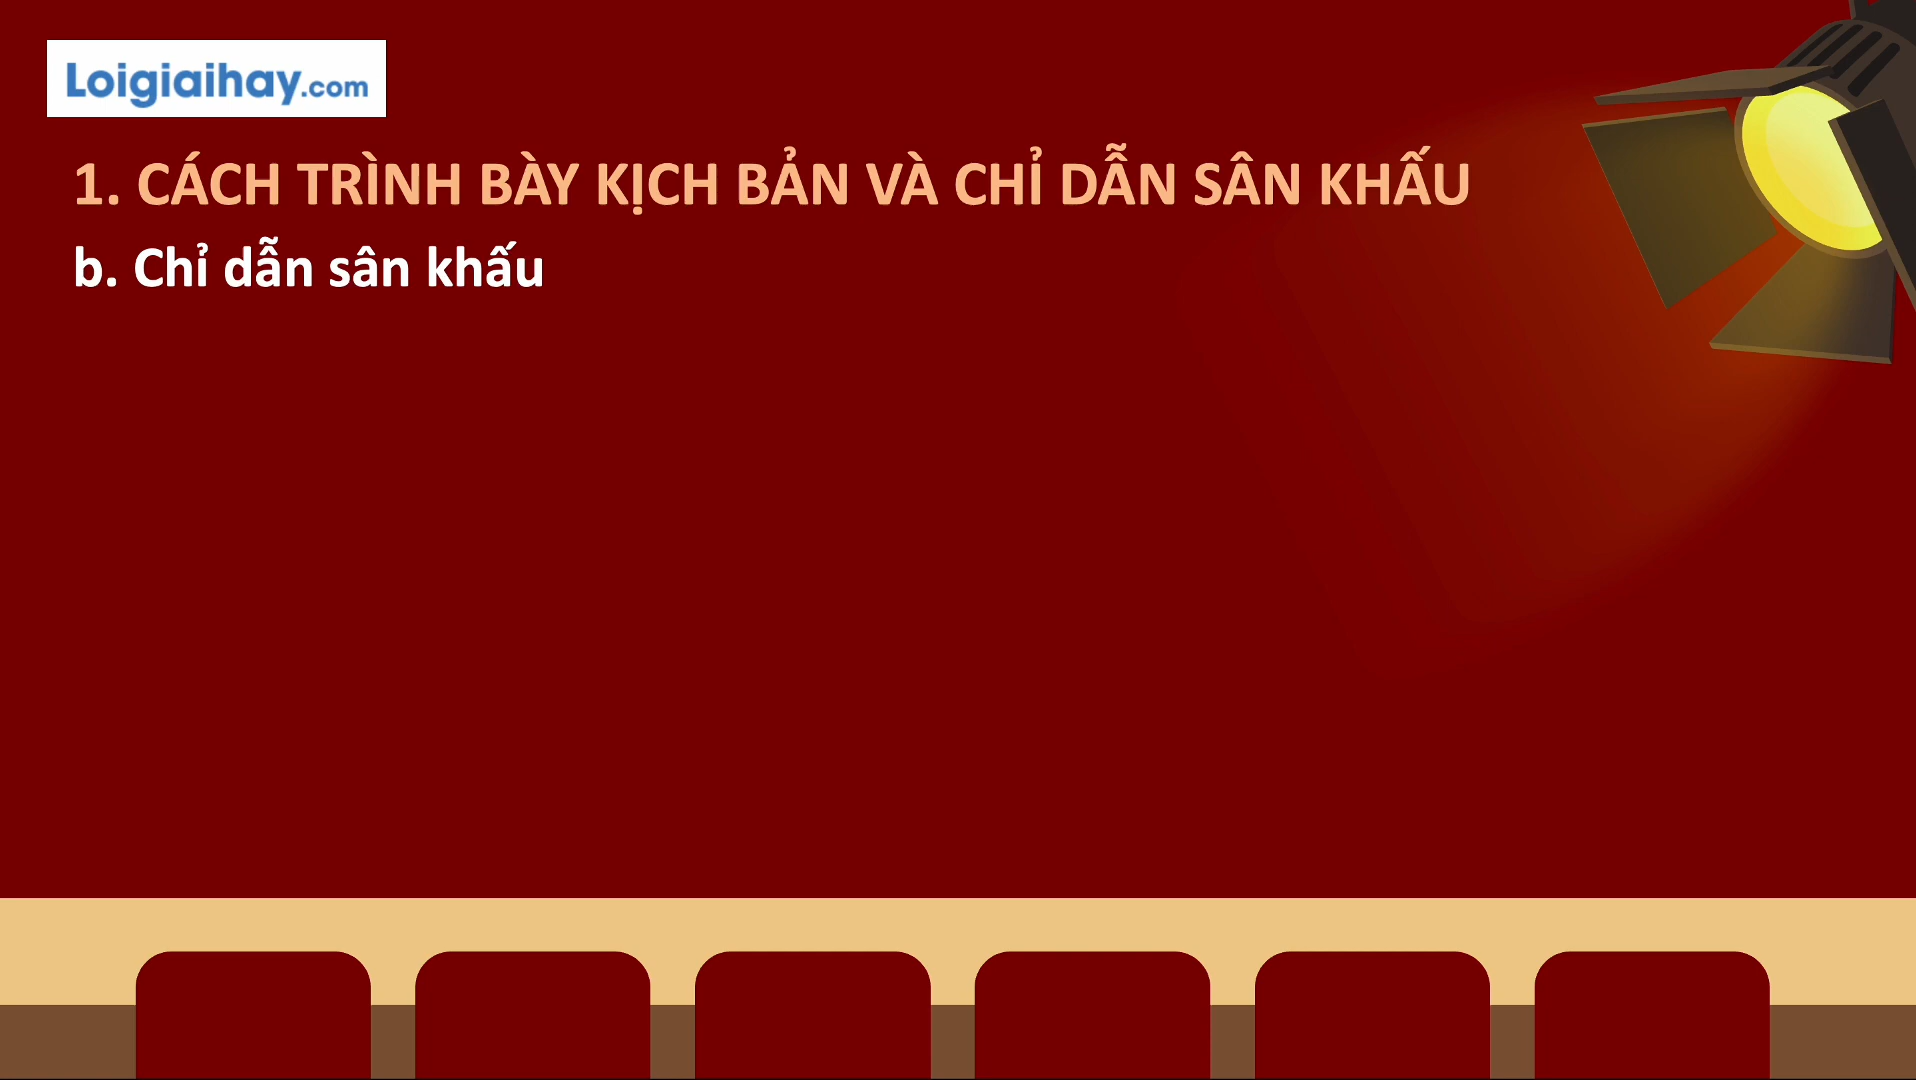 Loigiaihay.com
1. CÁCH TRÌNH BÀY KỊCH BẢN VÀ CHỈ DẪN SÂN KHẤU
b. Chỉ dẫn sân khấu